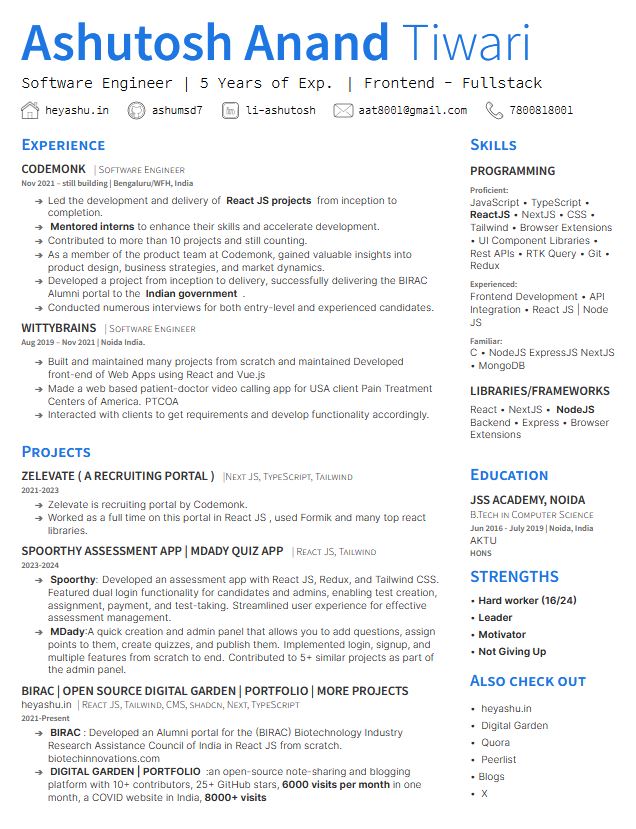 Ashutosh Anand Tiwari
Software Engineer | 5 Years of Exp. | Frontend - Fullstack
heyashu.in ashumsd7 li-ashutosh aat8001@gmail.com 7800818001
Experience
CODEMONK | Software Engineer
Nov 2021 – still building | Bengaluru/WFH, India
➔ Led the development and delivery of React JS projects from inception to
completion.
➔ Mentored interns to enhance their skills and accelerate development.
➔ Contributed to more than 10 projects and still counting.
➔ As a member of the product team at Codemonk, gained valuable insights into
product design, business strategies, and market dynamics.
➔ Developed a project from inception to delivery, successfully delivering the BIRAC
Alumni portal to the Indian government .
➔ Conducted numerous interviews for both entry-level and experienced candidates.
WITTYBRAINS | Software Engineer
Aug 2019 – Nov 2021 | Noida India.
➔ Built and maintained many projects from scratch and maintained Developed
front-end of Web Apps using React and Vue.js
➔ Made a web based patient-doctor video calling app for USA client Pain Treatment
Centers of America. PTCOA
➔ Interacted with clients to get requirements and develop functionality accordingly.
Projects
ZELEVATE ( A RECRUITING PORTAL ) |Next JS, TypeScript, Tailwind
2021-2023
➔ Zelevate is recruiting portal by Codemonk.
➔ Worked as a full time on this portal in React JS , used Formik and many top react
libraries.
SPOORTHY ASSESSMENT APP | MDADY QUIZ APP | React JS, Tailwind
2023-2024
➔ Spoorthy: Developed an assessment app with React JS, Redux, and Tailwind CSS.
Featured dual login functionality for candidates and admins, enabling test creation,
assignment, payment, and test-taking. Streamlined user experience for effective
assessment management.
➔ MDady:A quick creation and admin panel that allows you to add questions, assign
points to them, create quizzes, and publish them. Implemented login, signup, and
multiple features from scratch to end. Contributed to 5+ similar projects as part of
the admin panel.
BIRAC | OPEN SOURCE DIGITAL GARDEN | PORTFOLIO | MORE PROJECTS
heyashu.in | React JS, Tailwind, CMS, shadcn, Next, TypeScript
2021-Present
➔ BIRAC : Developed an Alumni portal for the (BIRAC) Biotechnology Industry
Research Assistance Council of India in React JS from scratch.
biotechinnovations.com
➔ DIGITAL GARDEN | PORTFOLIO :an open-source note-sharing and blogging
platform with 10+ contributors, 25+ GitHub stars, 6000 visits per month in one
month, a COVID website in India, 8000+ visits
Skills
PROGRAMMING
Proficient:
JavaScript • TypeScript •
ReactJS • NextJS • CSS •
Tailwind • Browser Extensions
• UI Component Libraries •
Rest APIs • RTK Query • Git •
Redux
Experienced:
Frontend Development • API
Integration • React JS | Node
JS
Familiar:
C • NodeJS ExpressJS NextJS
• MongoDB
LIBRARIES/FRAMEWORKS
React • NextJS • NodeJS
Backend • Express • Browser
Extensions
Education
JSS ACADEMY, NOIDA
B.Tech in Computer Science
Jun 2016 - July 2019 | Noida, India
AKTU
HONS
STRENGTHS
• Hard worker (16/24)
• Leader
• Motivator
• Not Giving Up
Also check out
• heyashu.in
• Digital Garden
• Quora
• Peerlist
• Blogs
• X